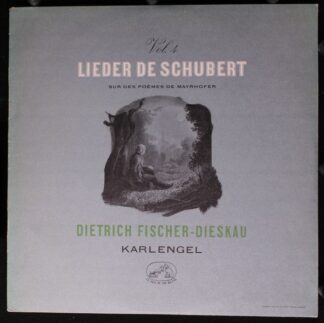 Vol. 4
LIEDER DE SCHUBERT
SUR DES POÈMES DE MAYRHOFER
DIETRICH FISCHER-DIESKAU
KARL ENGEL